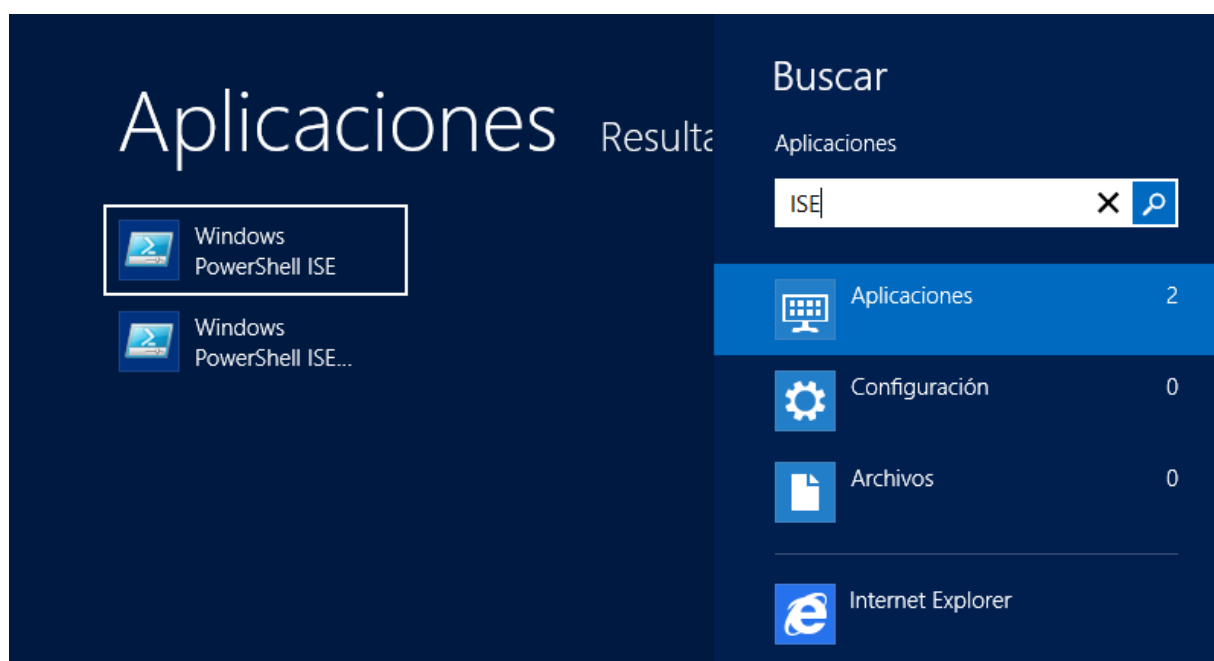 Aplicaciones Resulta
Windows
PowerShell ISE
Windows
PowerShell ISE...
Buscar
Aplicaciones
ISE
Aplicaciones 2
Configuración 0
Archivos 0
Internet Explorer